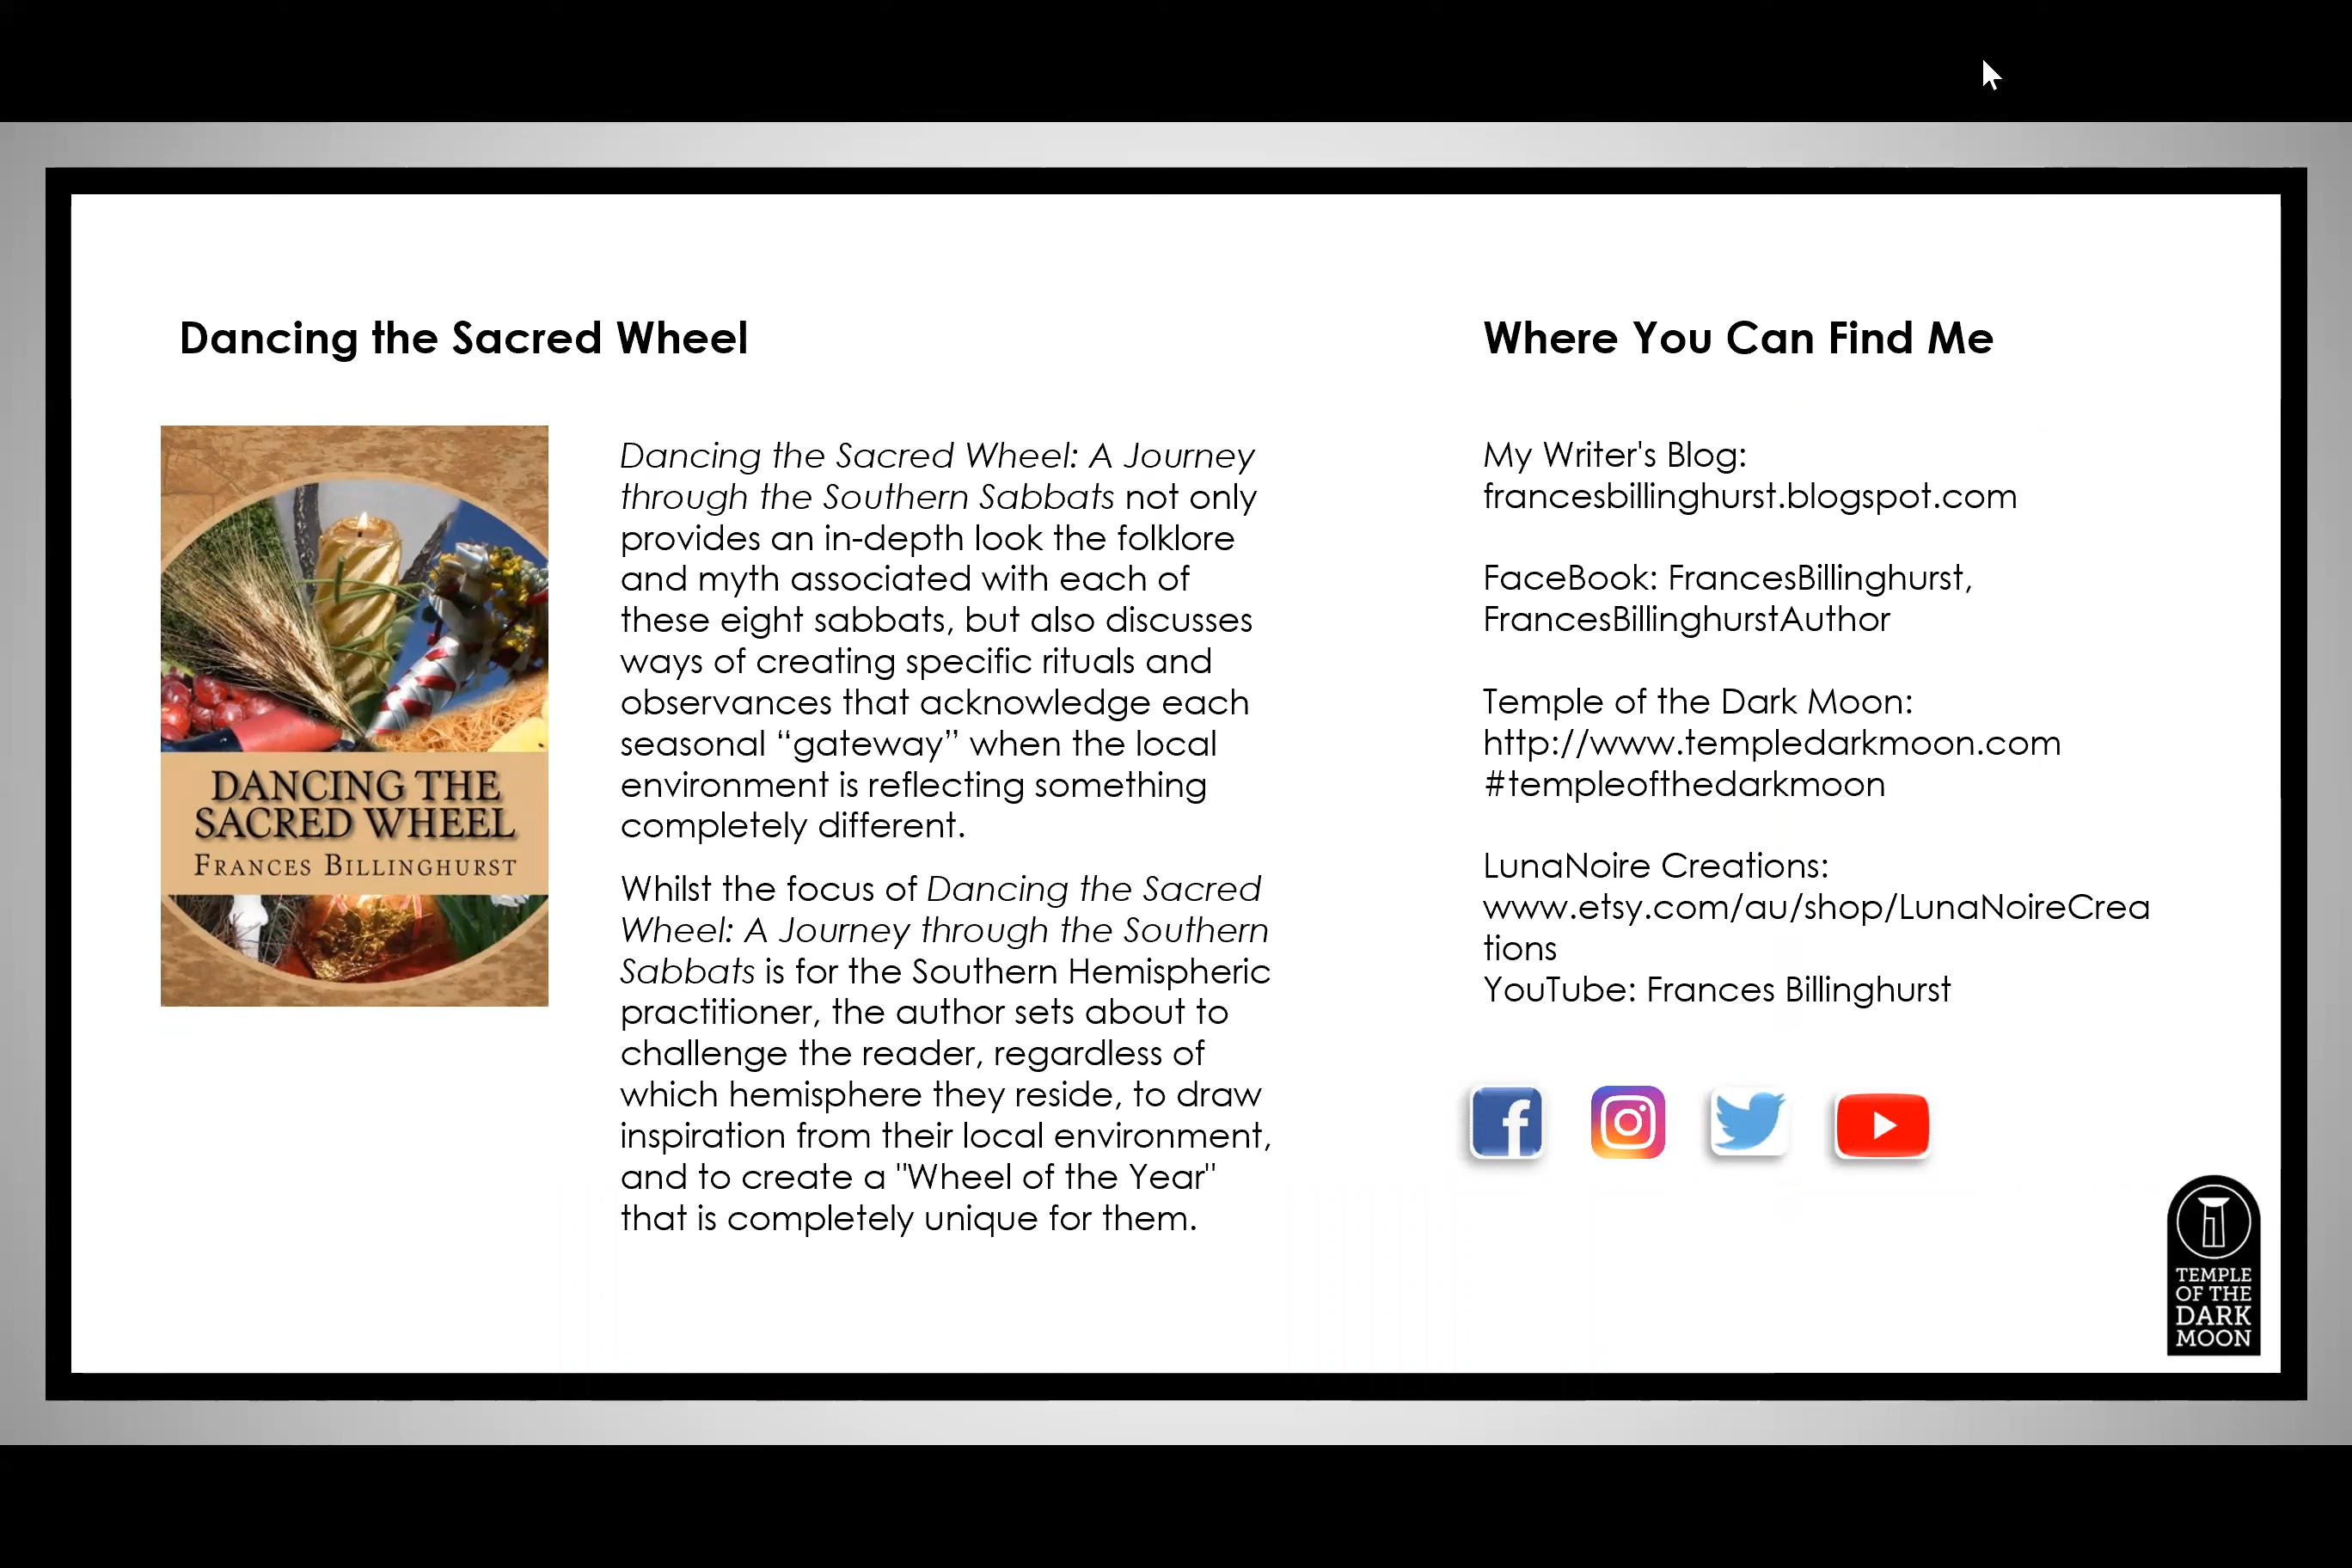 Dancing the Sacred Wheel
DANCING THE
SACRED WHEEL
FRANCES BILLINGHURST
Dancing the Sacred Wheel: A Journey
through the Southern Sabbats not only
provides an in-depth look the folklore
and myth associated with each of
these eight sabbats, but also discusses
ways of creating specific rituals and
observances that acknowledge each
seasonal “gateway” when the local
environment is reflecting something
completely different.
Whilst the focus of Dancing the Sacred
Wheel: A Journey through the Southern
Sabbats is for the Southern Hemispheric
practitioner, the author sets about to
challenge the reader, regardless of
which hemisphere they reside, to draw
inspiration from their local environment,
and to create a "Wheel of the Year"
that is completely unique for them.
Where You Can Find Me
My Writer's Blog:
francesbillinghurst.blogspot.com
FaceBook: FrancesBillinghurst,
FrancesBillinghurstAuthor
Temple of the Dark Moon:
http://www.templedarkmoon.com
#templeofthedarkmoon
LunaNoire Creations:
www.etsy.com/au/shop/LunaNoireCrea
tions
YouTube: Frances Billinghurst
TEMPLE
OF THE
DARK
MOON